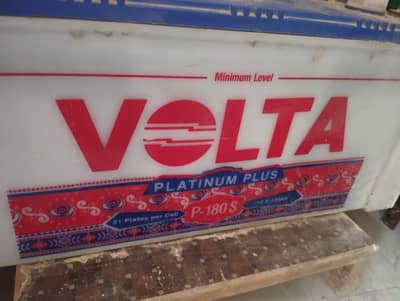 Minimum Level
VOLTA
PLATINUM PLUS
21 Plates per Cell
P-180 S